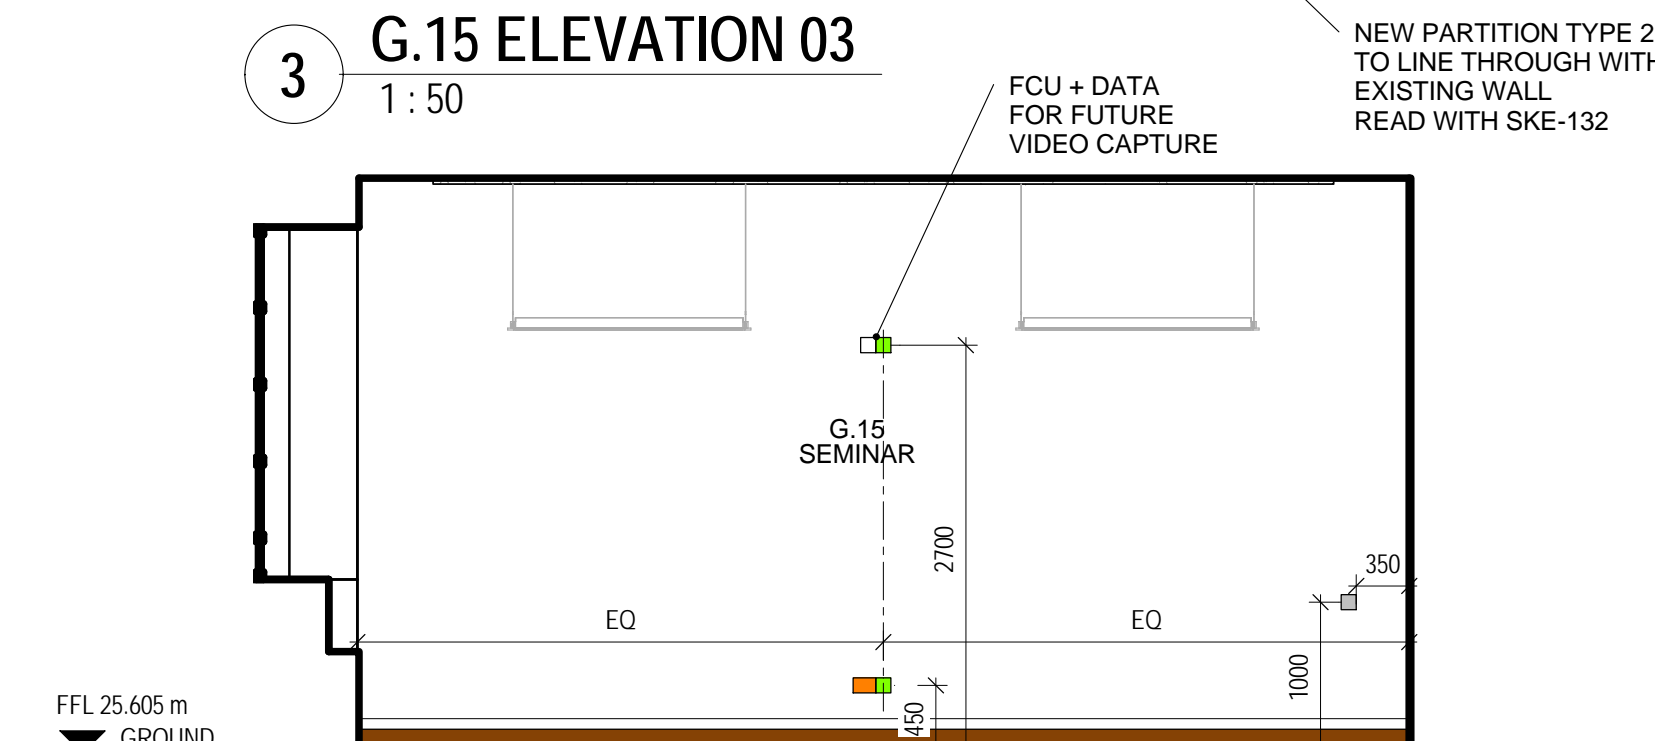 3
G.15 ELEVATION 03
1 : 50
NEW PARTITION TYPE 2
TO LINE THROUGH WITH
EXISTING WALL
READ WITH SKE-132
FCU + DATA
FOR FUTURE
VIDEO CAPTURE
G.15
SEMINAR
2700
350
EQ
EQ
1000
450
FFL 25.605 m
GROUND